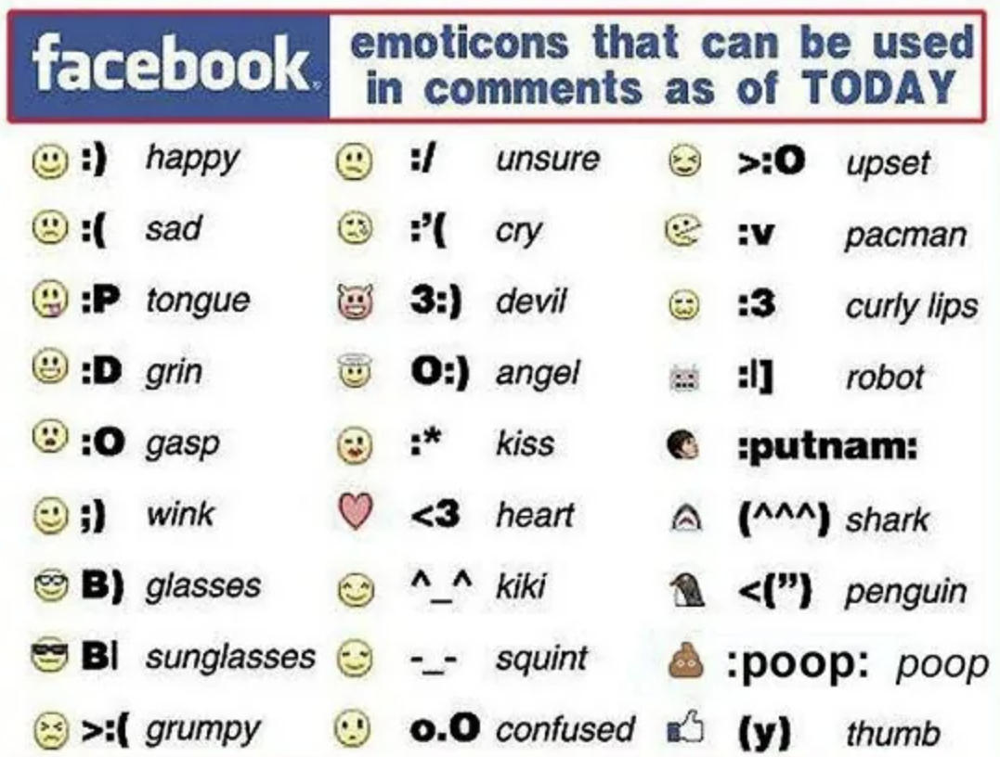 facebook. emoticons that can be used
in comments as of TODAY
:) happy :/ unsure >:O upset
:( sad :’( cry :v pacman
:P tongue 3:) devil :3 curly lips
:D grin O:) angel :|] robot
:O gasp :* kiss :putnam:
;) wink <3 heart (^^^) shark
B) glasses ^_^ kiki <(”) penguin
B| sunglasses -_- squint :poop: poop
>:( grumpy o.O confused (y) thumb